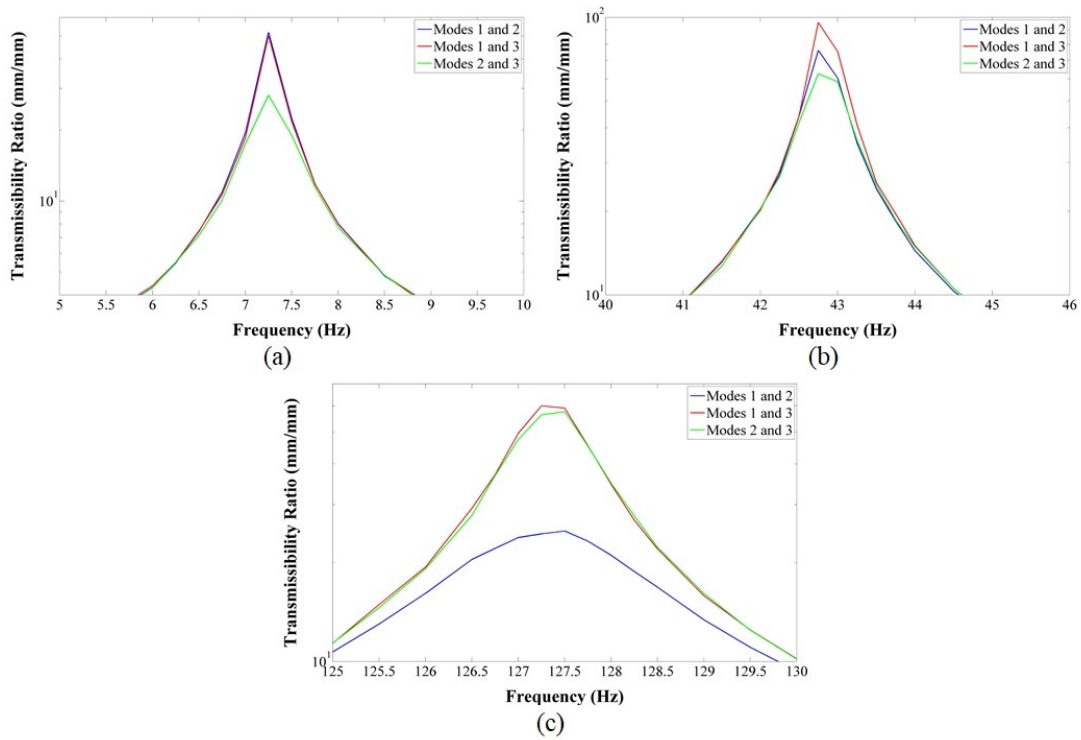 Transmissibility Ratio (mm/mm)
10¹
Modes 1 and 2
Modes 1 and 3
Modes 2 and 3
5 5.5 6 6.5 7 7.5 8 8.5 9 9.5 10
Frequency (Hz)
(a)
Transmissibility Ratio (mm/mm)
10²
10¹
Modes 1 and 2
Modes 1 and 3
Modes 2 and 3
40 41 42 43 44 45 46
Frequency (Hz)
(b)
Transmissibility Ratio (mm/mm)
10¹
Modes 1 and 2
Modes 1 and 3
Modes 2 and 3
125 125.5 126 126.5 127 127.5 128 128.5 129 129.5 130
Frequency (Hz)
(c)